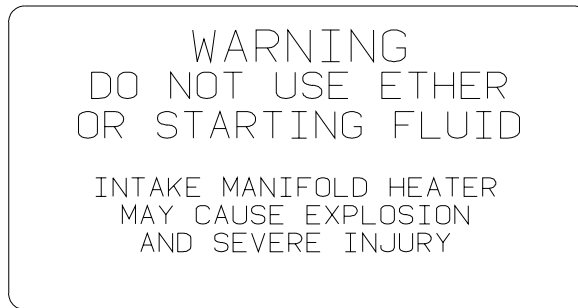 WARNING
DO NOT USE ETHER
OR STARTING FLUID
INTAKE MANIFOLD HEATER
MAY CAUSE EXPLOSION
AND SEVERE INJURY